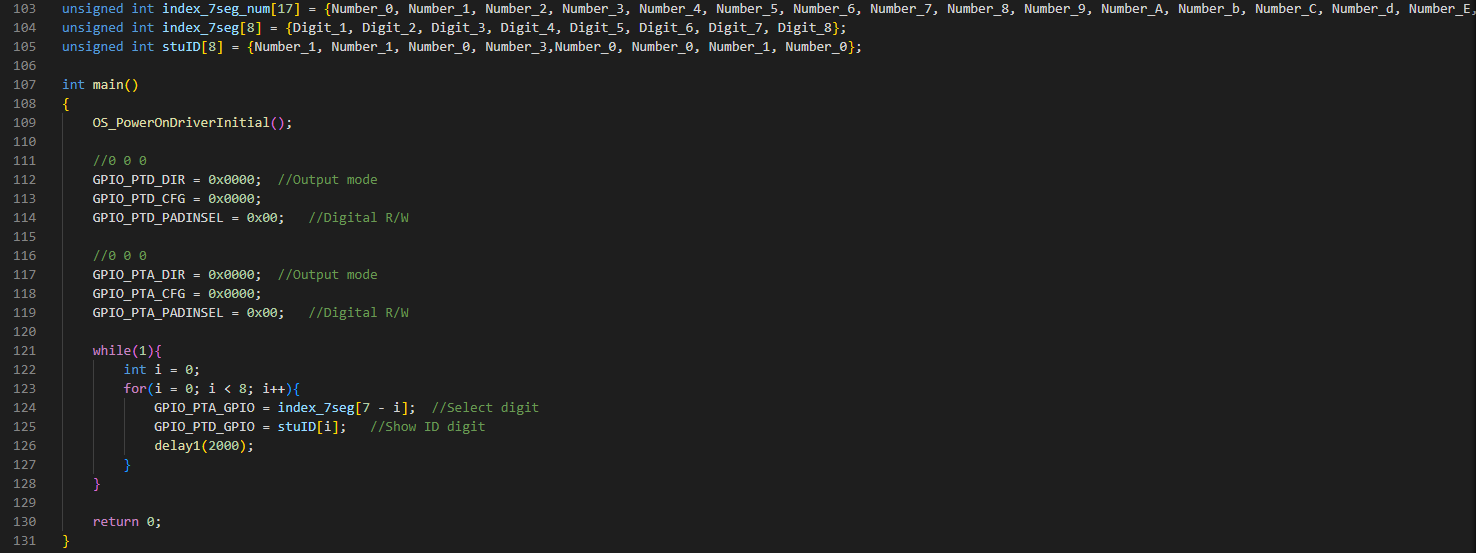 103 unsigned int index_7seg_num[17] = {Number_0, Number_1, Number_2, Number_3, Number_4, Number_5, Number_6, Number_7, Number_8, Number_9, Number_A, Number_b, Number_C, Number_d, Number_E,
104 unsigned int index_7seg[8] = {Digit_1, Digit_2, Digit_3, Digit_4, Digit_5, Digit_6, Digit_7, Digit_8};
105 unsigned int stuID[8] = {Number_1, Number_1, Number_0, Number_3,Number_0, Number_0, Number_1, Number_0};
106
107 int main()
108 {
109     OS_PowerOnDriverInitial();
110
111     //0 0 0
112     GPIO_PTD_DIR = 0x0000;  //Output mode
113     GPIO_PTD_CFG = 0x0000;
114     GPIO_PTD_PADINSEL = 0x00;   //Digital R/W
115
116     //0 0 0
117     GPIO_PTA_DIR = 0x0000;  //Output mode
118     GPIO_PTA_CFG = 0x0000;
119     GPIO_PTA_PADINSEL = 0x00;   //Digital R/W
120
121     while(1){
122         int i = 0;
123         for(i = 0; i < 8; i++){
124             GPIO_PTA_GPIO = index_7seg[7 - i];  //Select digit
125             GPIO_PTD_GPIO = stuID[i];   //Show ID digit
126             delay1(2000);
127         }
128     }
129
130     return 0;
131 }